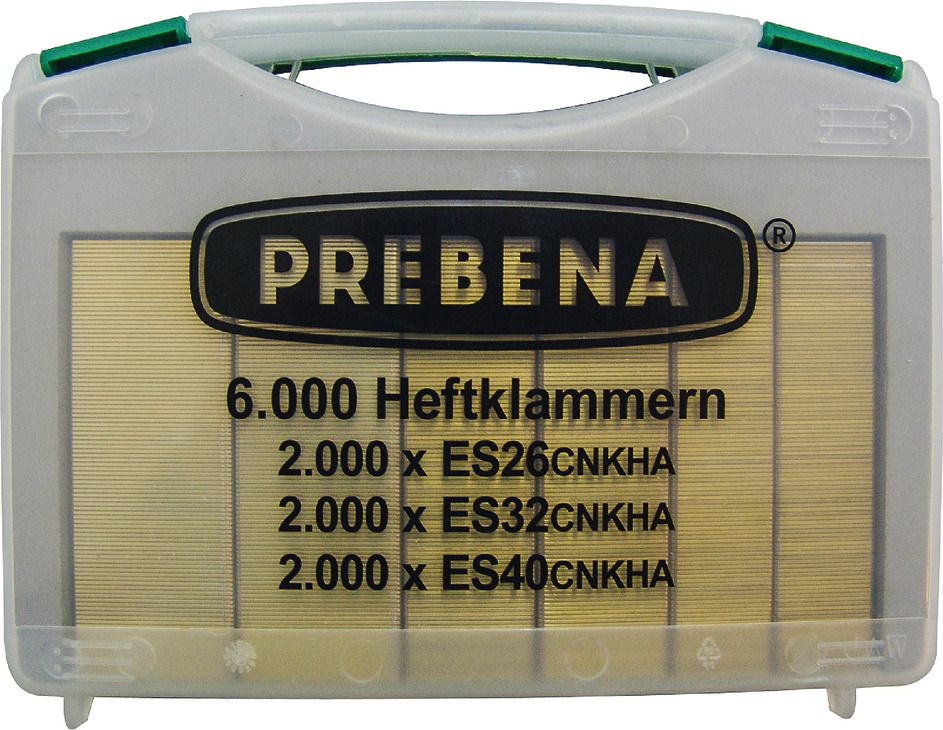 PREBENA®
6.000 Heftklammern
2.000 x ES26CNKHA
2.000 x ES32CNKHA
2.000 x ES40CNKHA